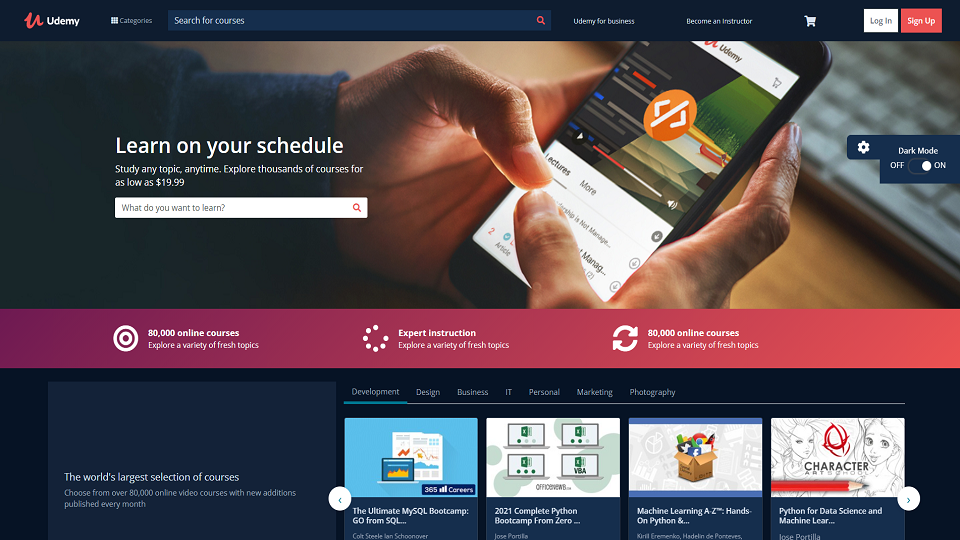 Udemy
Categories
Search for courses
Udemy for business
Become an Instructor
Log In
Sign Up
Udemy
Lectures
More
Learn on your schedule
Study any topic, anytime. Explore thousands of courses for
as low as $19.99
What do you want to learn?
Dark Mode
OFF ON
80,000 online courses
Explore a variety of fresh topics
Expert instruction
Explore a variety of fresh topics
80,000 online courses
Explore a variety of fresh topics
Development
Design
Business
IT
Personal
Marketing
Photography
The world's largest selection of courses
Choose from over 80,000 online video courses with new additions
published every month
365 Careers
The Ultimate MySQL Bootcamp:
GO from SQL...
Colt Steele Ian Schoonover
VBA
OFFICENEWB.COM
2021 Complete Python
Bootcamp From Zero ...
Jose Portilla
Machine Learning A-Z™: Hands-
On Python &...
Kirill Eremenko, Hadelin de Ponteves,
CHARACTER
ART SCHOOL
Python for Data Science and
Machine Lear...
Jose Portilla